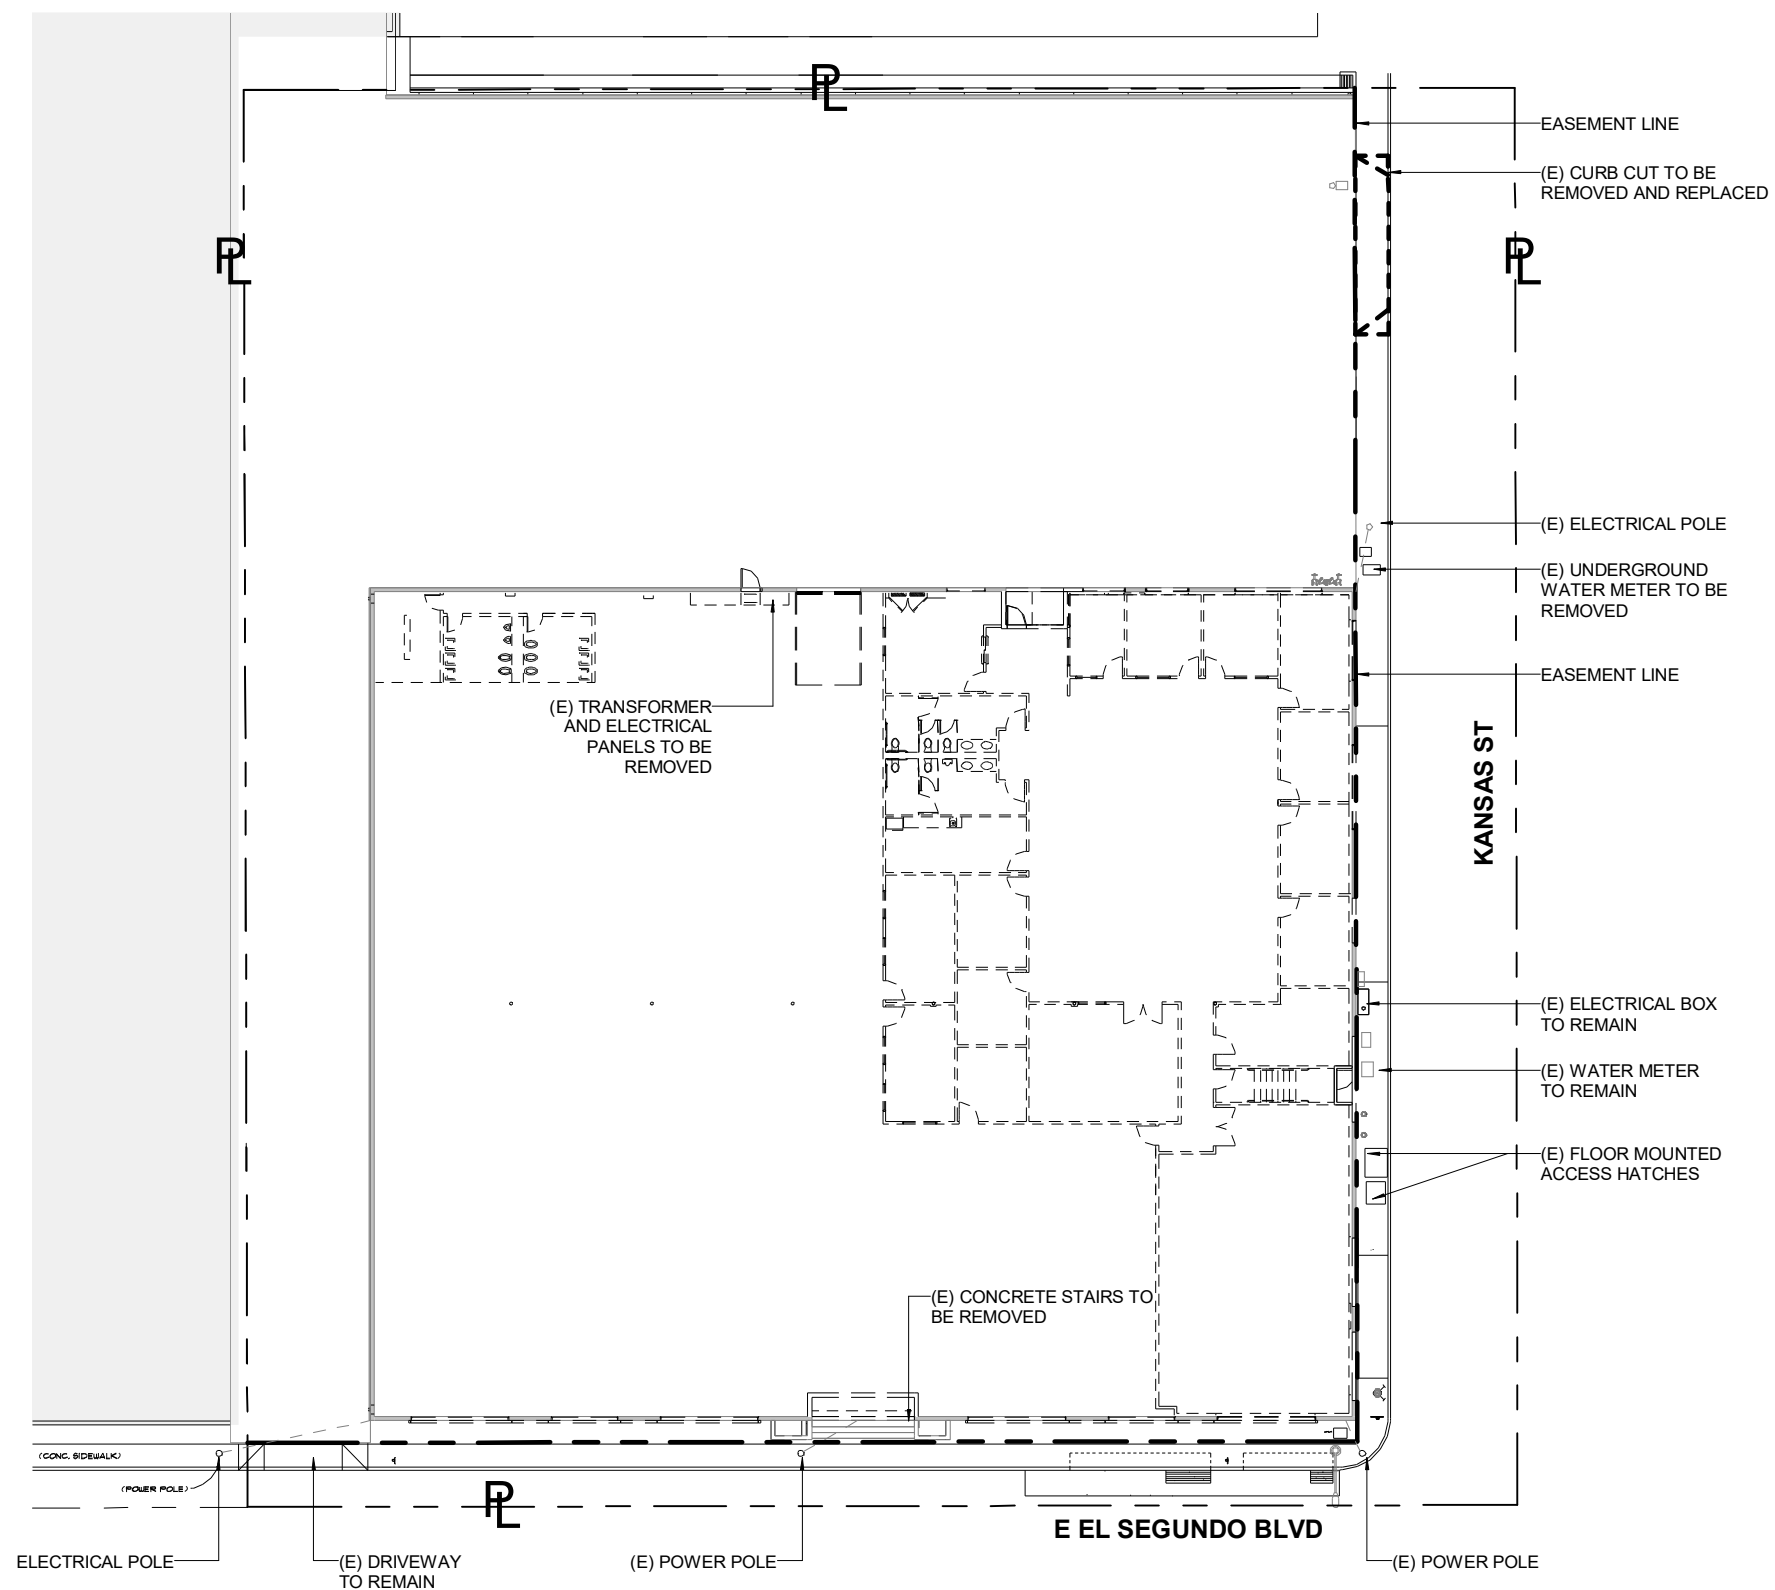 PL
EASEMENT LINE
(E) CURB CUT TO BE
REMOVED AND REPLACED
PL
PL
(E) ELECTRICAL POLE
(E) UNDERGROUND
WATER METER TO BE
REMOVED
EASEMENT LINE
(E) TRANSFORMER
AND ELECTRICAL
PANELS TO BE
REMOVED
KANSAS ST
(E) ELECTRICAL BOX
TO REMAIN
(E) WATER METER
TO REMAIN
(E) FLOOR MOUNTED
ACCESS HATCHES
(E) CONCRETE STAIRS TO
BE REMOVED
(CONC. SIDEWALK)
(POWER POLE)
PL
E EL SEGUNDO BLVD
ELECTRICAL POLE
(E) DRIVEWAY
TO REMAIN
(E) POWER POLE
(E) POWER POLE